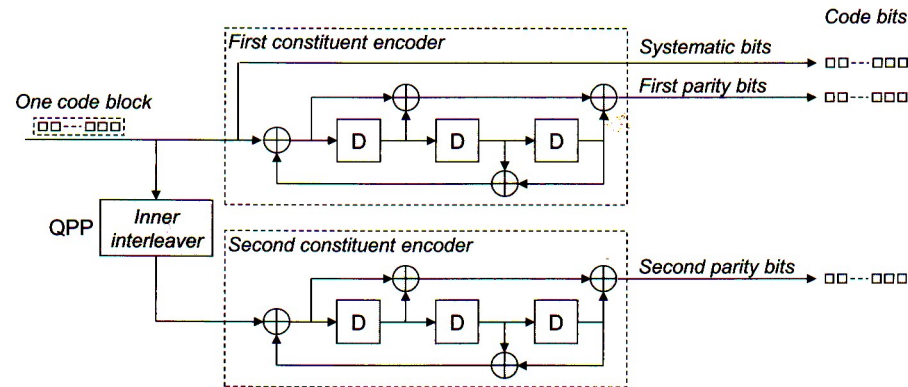 Code bits
First constituent encoder
Systematic bits
First parity bits
One code block
D D D
QPP
Inner
interleaver
Second constituent encoder
Second parity bits
D D D